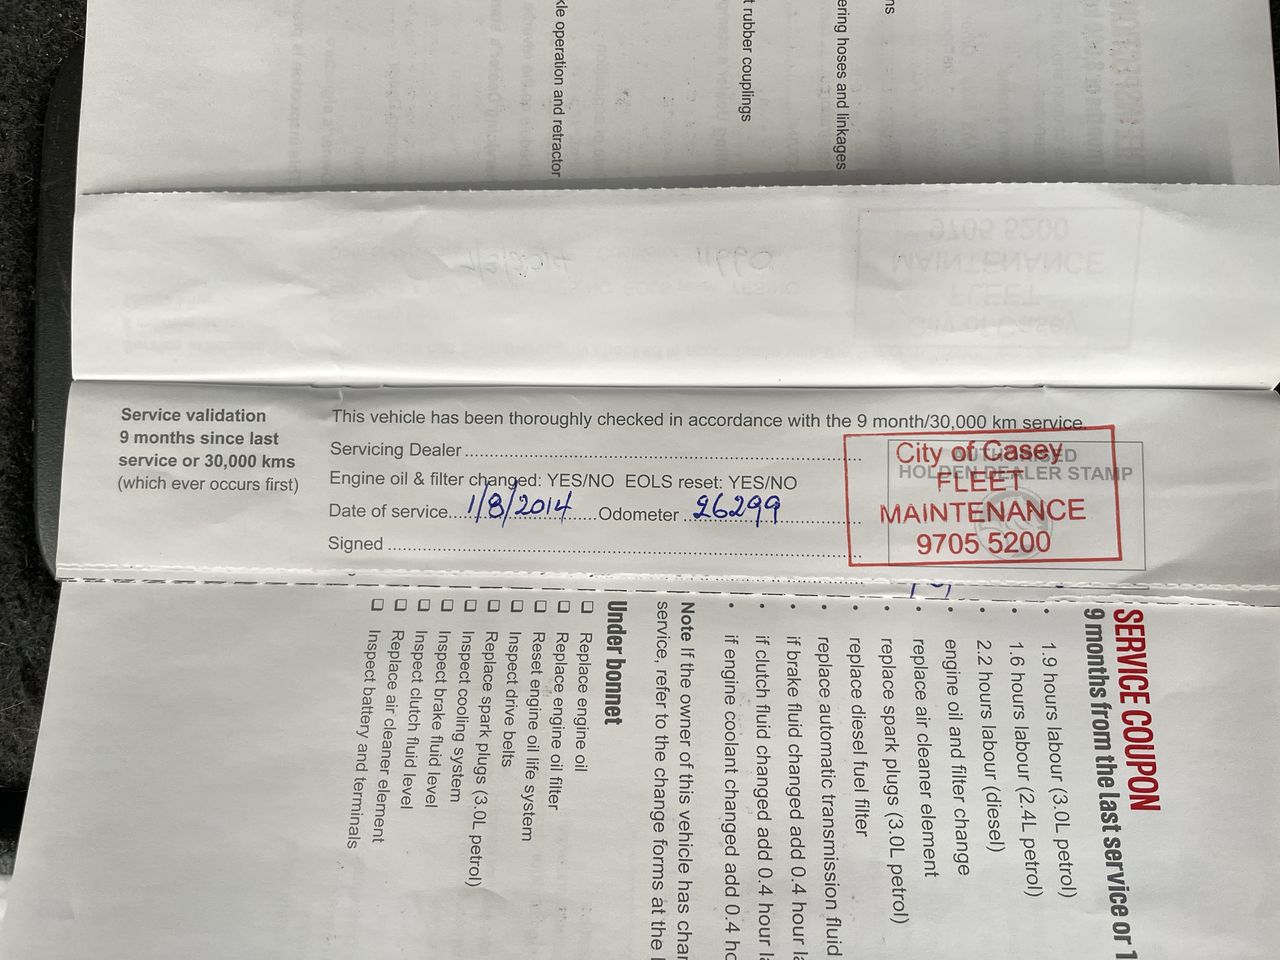 kle operation and retractor
t rubber couplings
ering hoses and linkages
ns
Service validation
9 months since last
service or 30,000 kms
(which ever occurs first)
This vehicle has been thoroughly checked in accordance with the 9 month/30,000 km service.
Servicing Dealer
Engine oil & filter changed: YES/NO EOLS reset: YES/NO
Date of service....1/8/2014......Odometer ..26299
Signed
HOLDEN DEALER STAMP
City of Casey
FLEET
MAINTENANCE
9705 5200
SERVICE COUPON
9 months from the last service or 1
• 1.9 hours labour (3.0L petrol)
• 1.6 hours labour (2.4L petrol)
• 2.2 hours labour (diesel)
• engine oil and filter change
• replace air cleaner element
• replace spark plugs (3.0L petrol)
• replace diesel fuel filter
• replace automatic transmission fluid
• if brake fluid changed add 0.4 hour la
• if clutch fluid changed add 0.4 hour la
• if engine coolant changed add 0.4 ho
Note If the owner of this vehicle has char
service, refer to the change forms at the
Under bonnet
☐ Replace engine oil
☐ Replace engine oil filter
☐ Reset engine oil life system
☐ Inspect drive belts
☐ Replace spark plugs (3.0L petrol)
☐ Inspect cooling system
☐ Inspect brake fluid level
☐ Inspect clutch fluid level
☐ Replace air cleaner element
☐ Inspect battery and terminals